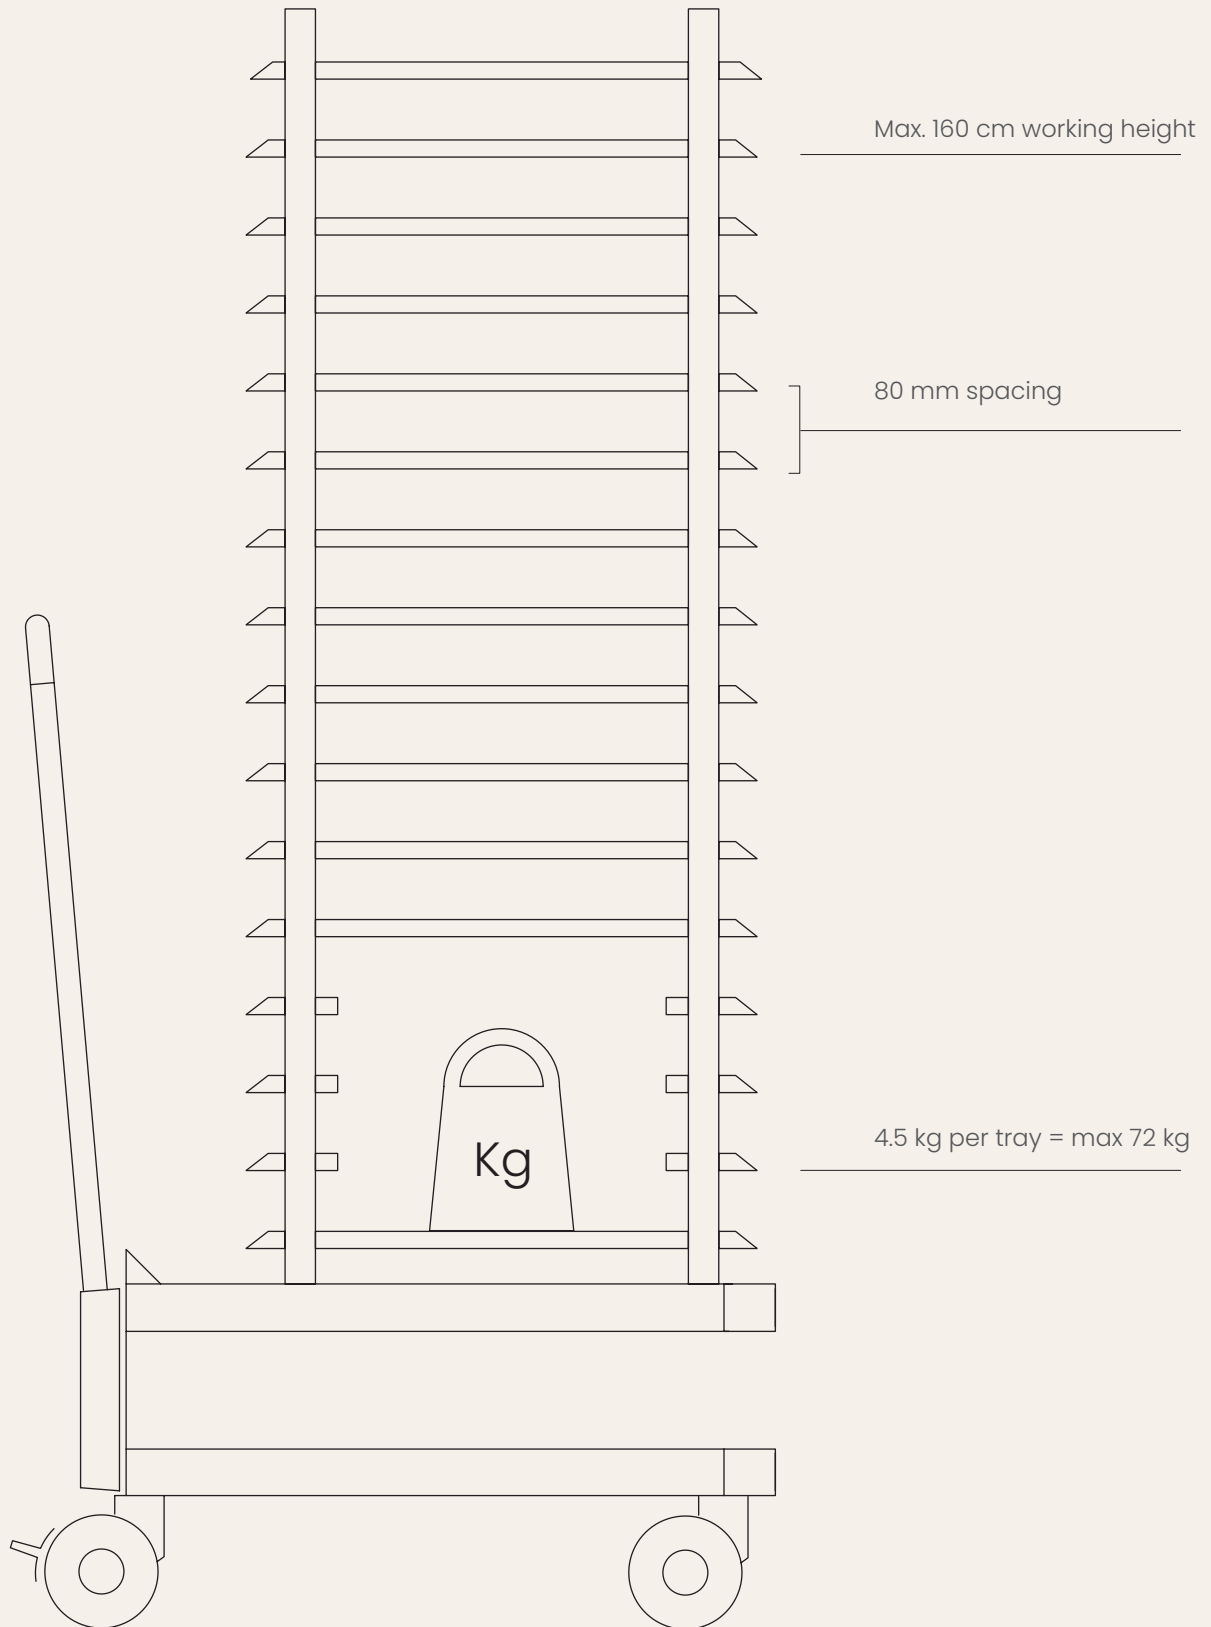 Max. 160 cm working height
80 mm spacing
Kg
4.5 kg per tray = max 72 kg